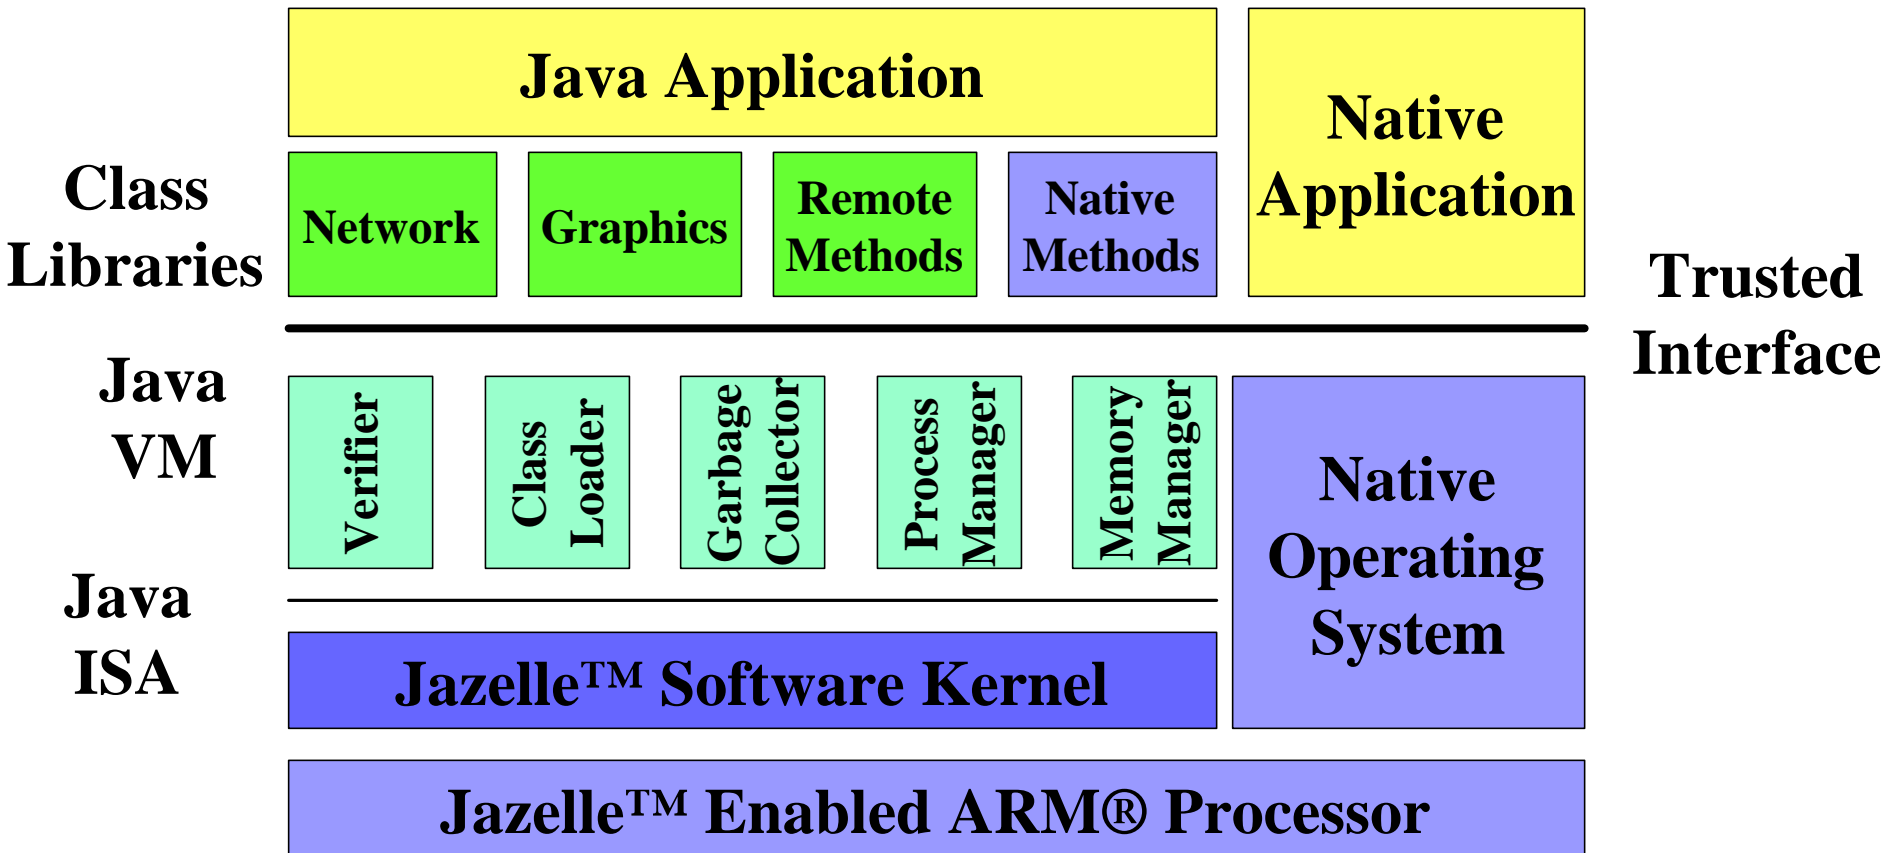 Java Application
Native
Application
Class
Libraries
Network
Graphics
Remote
Methods
Native
Methods
Trusted
Interface
Java
VM
Verifier
Class
Loader
Garbage
Collector
Process
Manager
Memory
Manager
Native
Operating
System
Java
ISA
Jazelle™ Software Kernel
Jazelle™ Enabled ARM® Processor